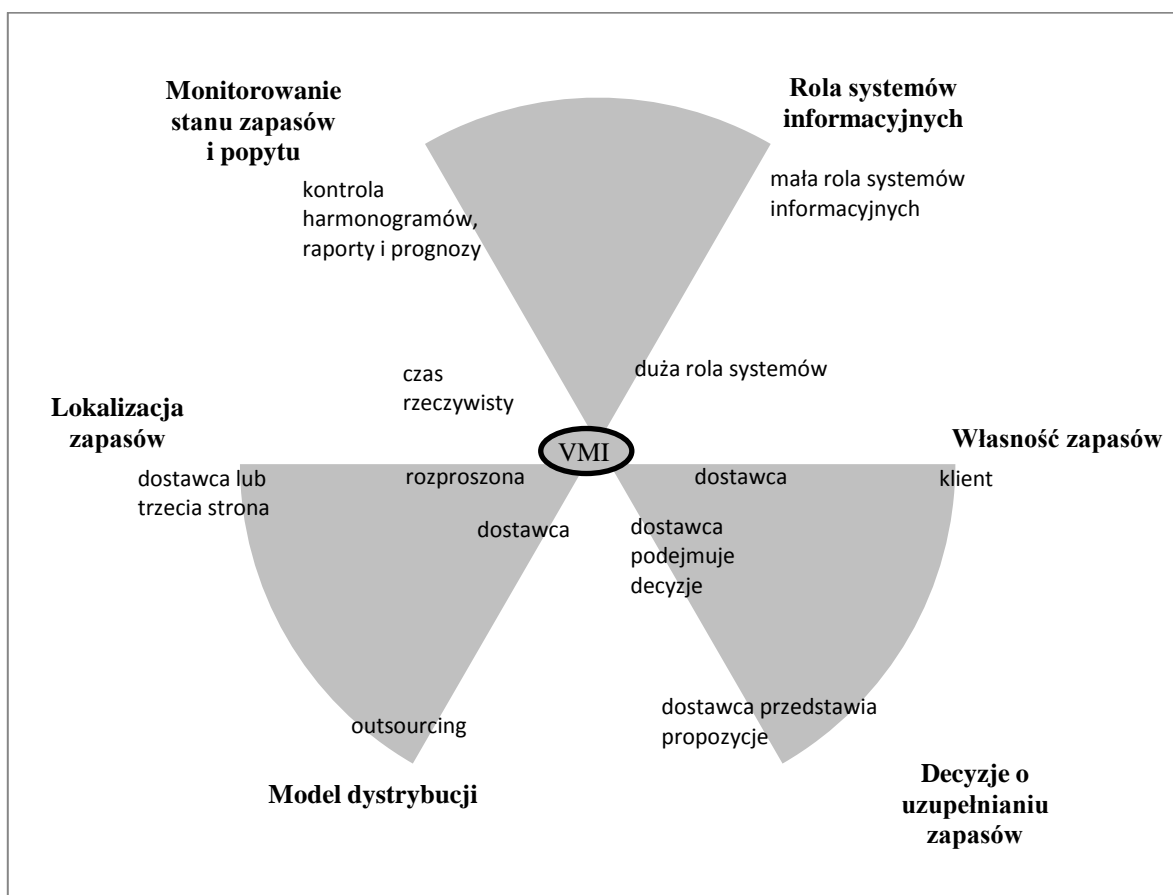 Monitorowanie
stanu zapasów
i popytu
Rola systemów
informacyjnych
kontrola
harmonogramów,
raporty i prognozy
mała rola systemów
informacyjnych
czas
rzeczywisty
duża rola systemów
Lokalizacja
zapasów
VMI
Własność zapasów
dostawca lub
trzecia strona
rozproszona
dostawca
klient
dostawca
dostawca
podejmuje
decyzje
outsourcing
dostawca przedstawia
propozycje
Model dystrybucji
Decyzje o
uzupełnianiu
zapasów